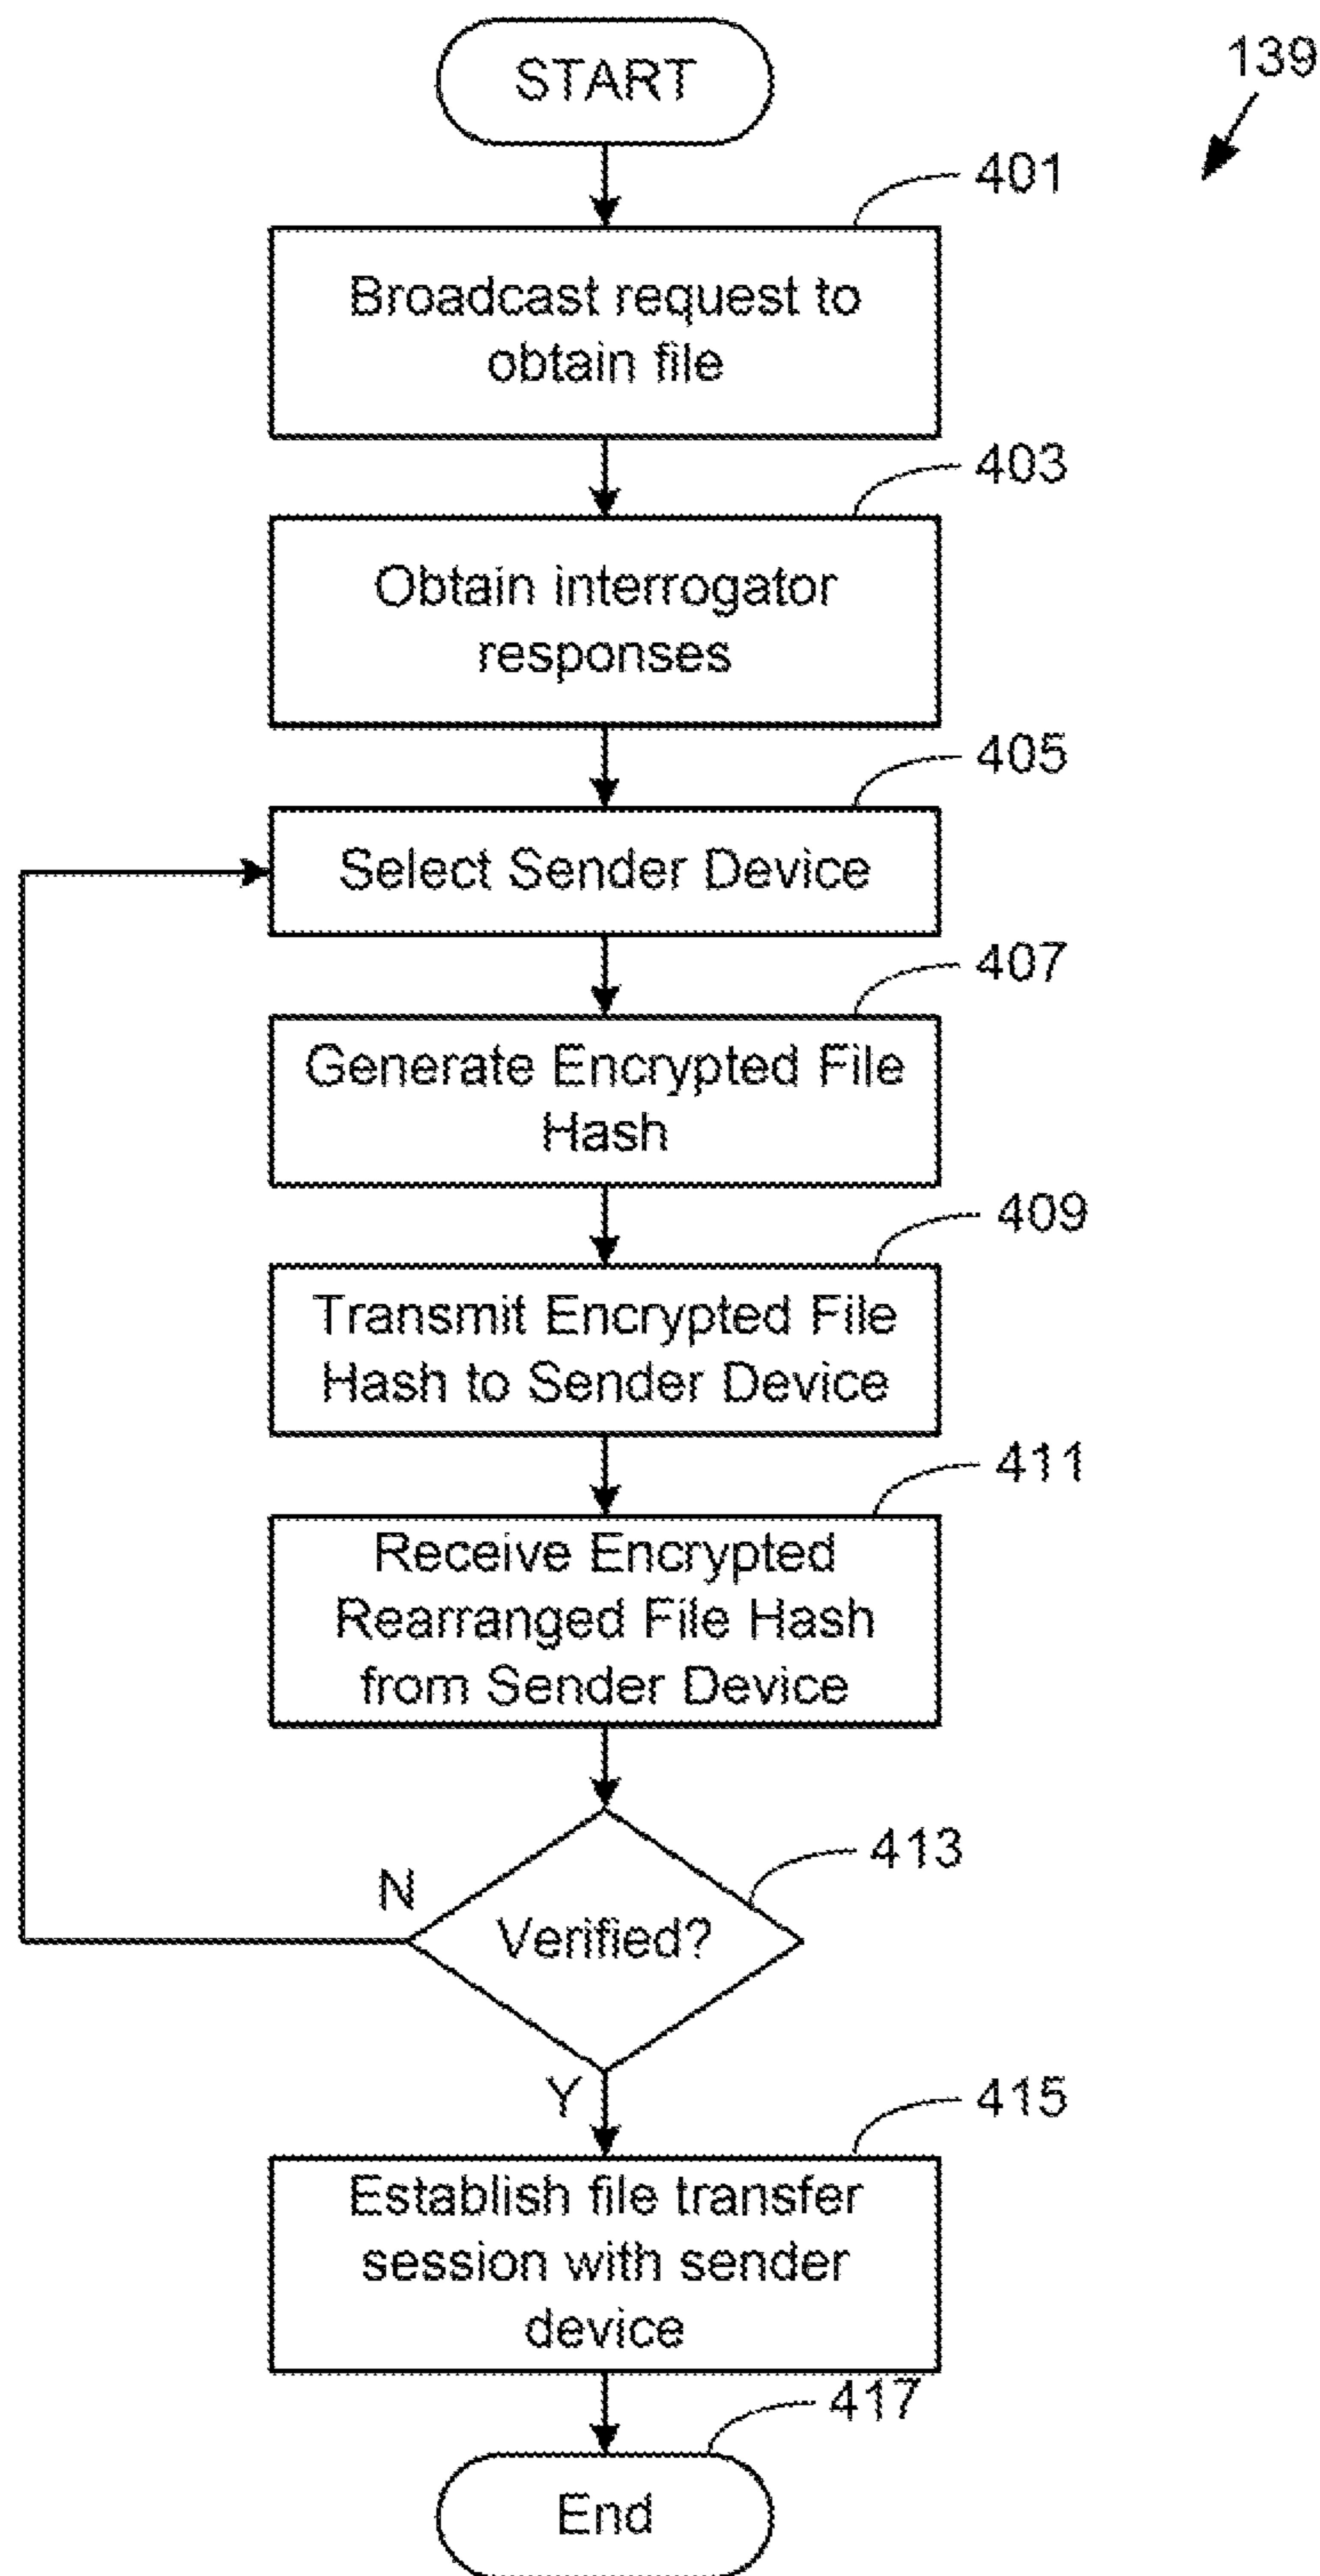 START
139
401
Broadcast request to
obtain file
403
Obtain interrogator
responses
405
Select Sender Device
407
Generate Encrypted File
Hash
409
Transmit Encrypted File
Hash to Sender Device
411
Receive Encrypted
Rearranged File Hash
from Sender Device
413
N
Verified?
Y
415
Establish file transfer
session with sender
device
417
End